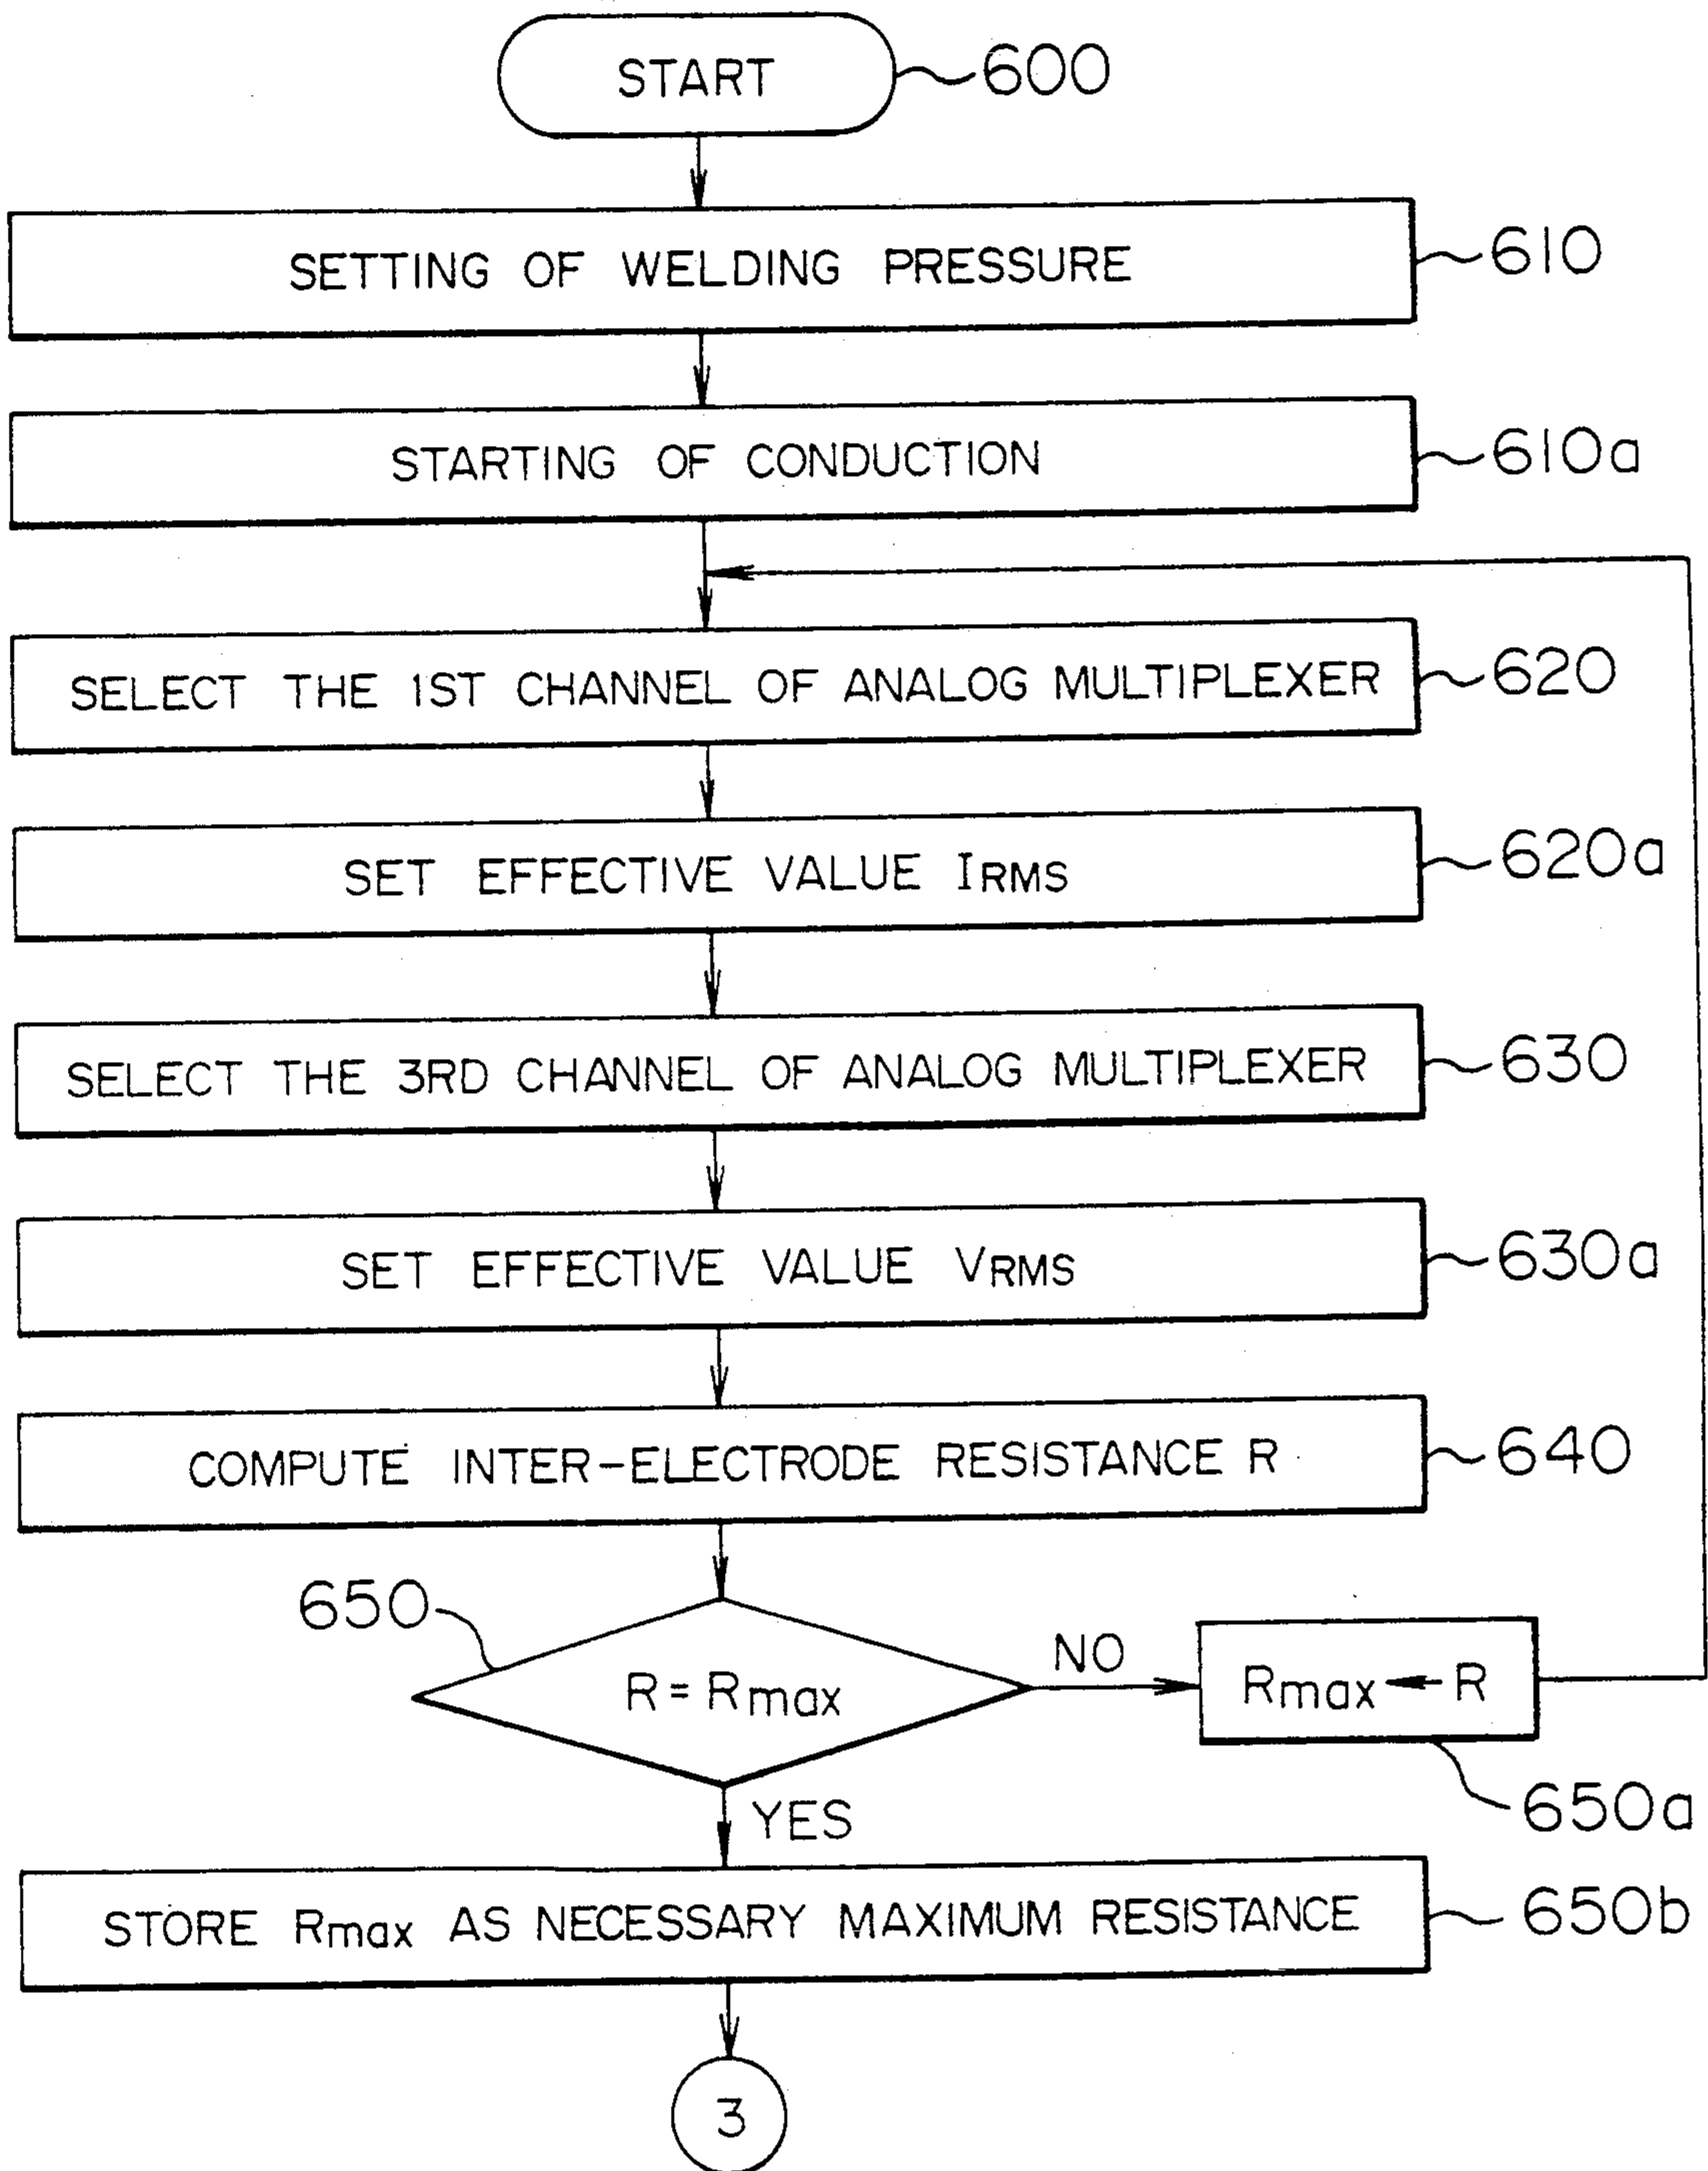 START
600
SETTING OF WELDING PRESSURE
610
STARTING OF CONDUCTION
610a
SELECT THE 1ST CHANNEL OF ANALOG MULTIPLEXER
620
SET EFFECTIVE VALUE IRMS
620a
SELECT THE 3RD CHANNEL OF ANALOG MULTIPLEXER
630
SET EFFECTIVE VALUE VRMS
630a
COMPUTE INTER-ELECTRODE RESISTANCE R
640
650
R = Rmax
NO
Rmax ← R
650a
YES
STORE Rmax AS NECESSARY MAXIMUM RESISTANCE
650b
3